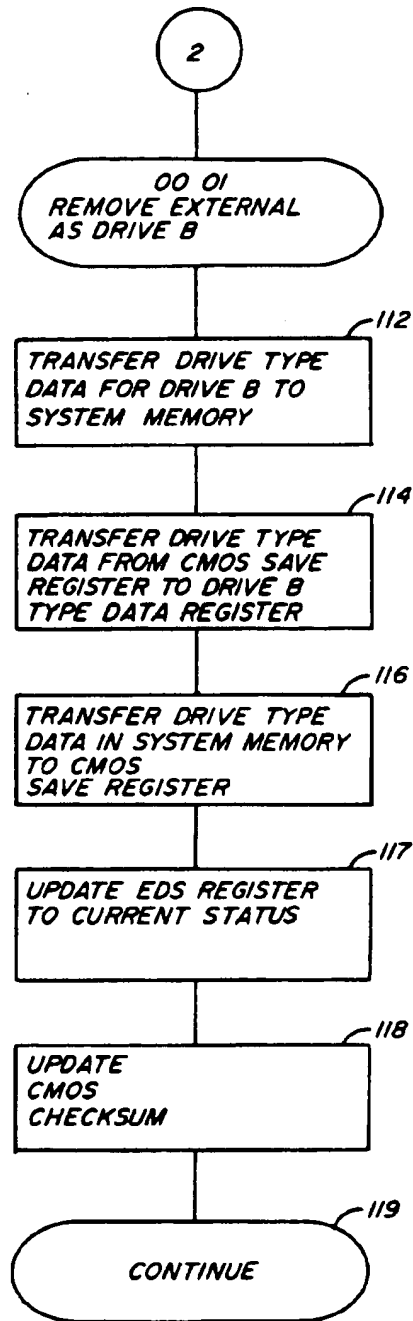 2
00 01
REMOVE EXTERNAL
AS DRIVE B
112
TRANSFER DRIVE TYPE
DATA FOR DRIVE B TO
SYSTEM MEMORY
114
TRANSFER DRIVE TYPE
DATA FROM CMOS SAVE
REGISTER TO DRIVE B
TYPE DATA REGISTER
116
TRANSFER DRIVE TYPE
DATA IN SYSTEM MEMORY
TO CMOS
SAVE REGISTER
117
UPDATE EDS REGISTER
TO CURRENT STATUS
118
UPDATE
CMOS
CHECKSUM
119
CONTINUE